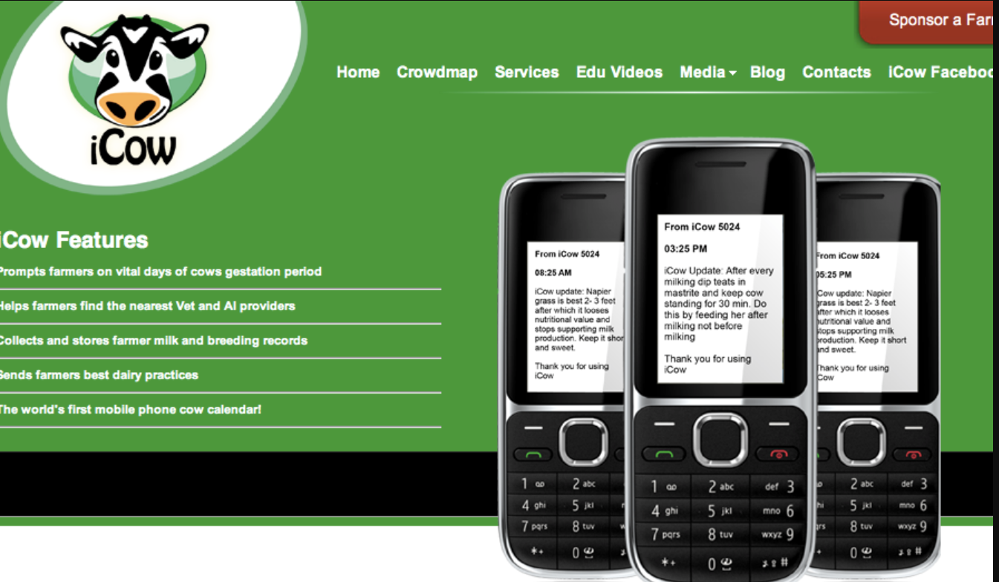 Sponsor a Far
Home Crowdmap Services Edu Videos Media Blog Contacts iCow Faceboo
iCow
iCow Features
Prompts farmers on vital days of cows gestation period
Helps farmers find the nearest Vet and AI providers
Collects and stores farmer milk and breeding records
Sends farmers best dairy practices
The world's first mobile phone cow calendar!
From iCow 5024
08:25 AM
iCow update: Napier
grass is best 2- 3 feet
after which it looses
nutritional value and
stops supporting milk
production. Keep it shor
and sweet.
Thank you for using
iCow
From iCow 5024
03:25 PM
iCow Update: After every
milking dip teats in
mastrite and keep cow
standing for 30 min. Do
this by feeding her after
milking not before
milking
Thank you for using
iCow
From iCow 5024
05:25 PM
Cow update: Napier
grass is best 2- 3 feet
after which it looses
nutritional value and
stops supporting milk
production. Keep it short
and sweet.
Thank you for using
Cow
1 2 abc
4 ghi 5 jkl
7 pqrs 8 tuv
*+ 0
1 2 abc def 3
4 ghi 5 jkl mno 6
7 pqrs 8 tuv wxyz 9
*+ 0 #
2 abc def 3
hi 5 jkl mno 6
qrs 8 tuv wxyz 9
+ 0 #